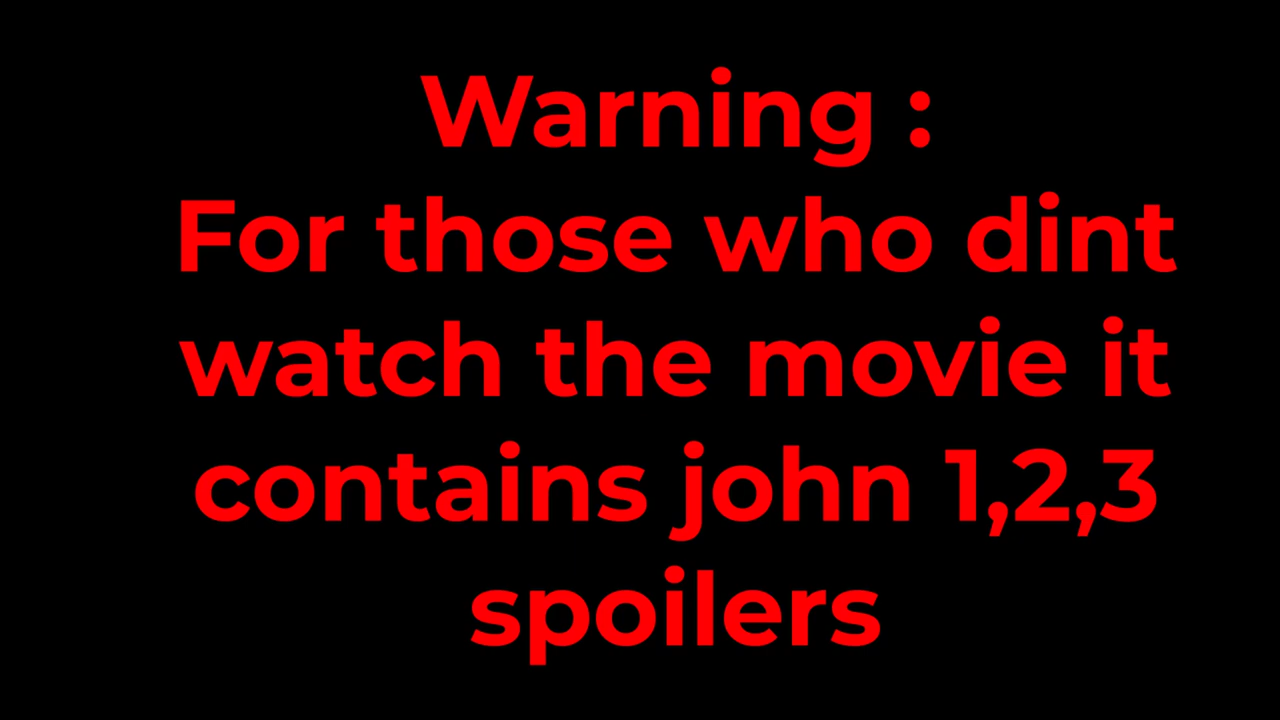 Warning :
For those who dint
watch the movie it
contains john 1,2,3
spoilers